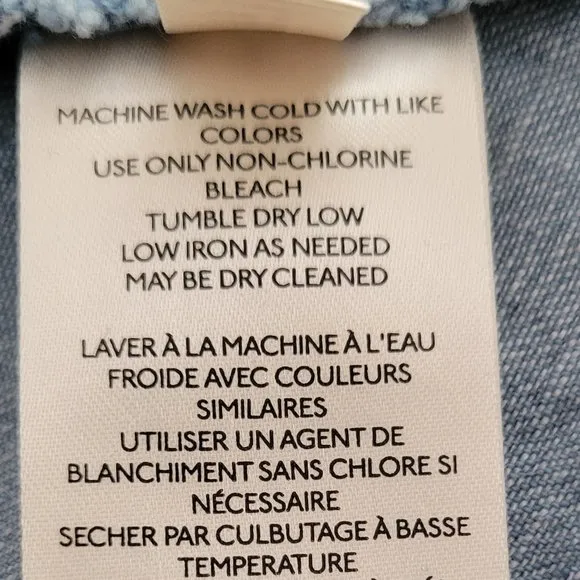 MACHINE WASH COLD WITH LIKE
COLORS
USE ONLY NON-CHLORINE
BLEACH
TUMBLE DRY LOW
LOW IRON AS NEEDED
MAY BE DRY CLEANED
LAVER À LA MACHINE À L'EAU
FROIDE AVEC COULEURS
SIMILAIRES
UTILISER UN AGENT DE
BLANCHIMENT SANS CHLORE SI
NÉCESSAIRE
SECHER PAR CULBUTAGE À BASSE
TEMPERATURE